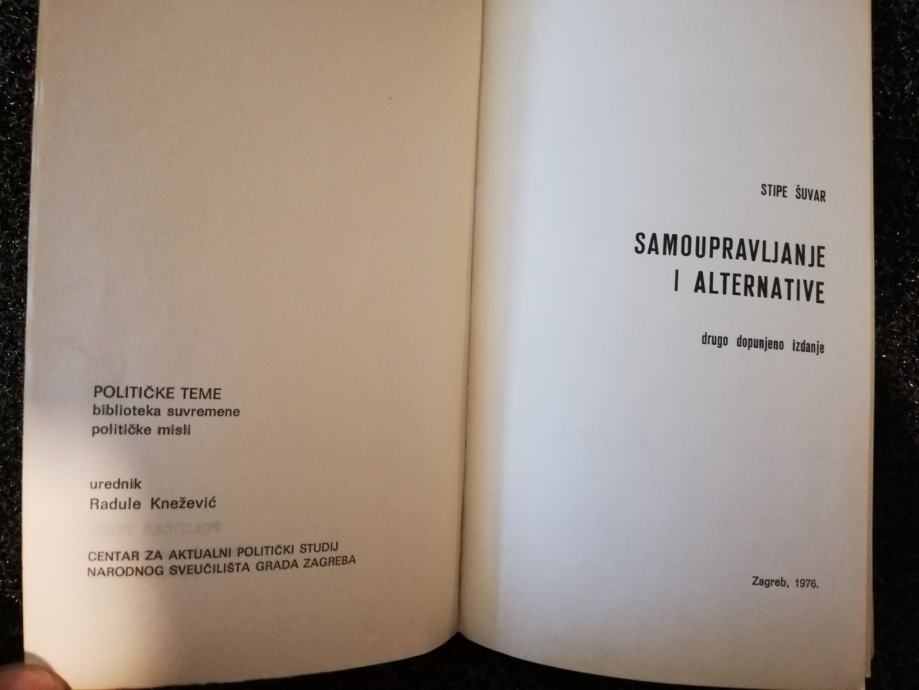 POLITIČKE TEME
biblioteka suvremene
političke misli
urednik
Radule Knežević
CENTAR ZA AKTUALNI POLITIČKI STUDIJ
NARODNOG SVEUČILIŠTA GRADA ZAGREBA
STIPE ŠUVAR
SAMOUPRAVLJANJE
I ALTERNATIVE
drugo dopunjeno izdanje
Zagreb, 1976.